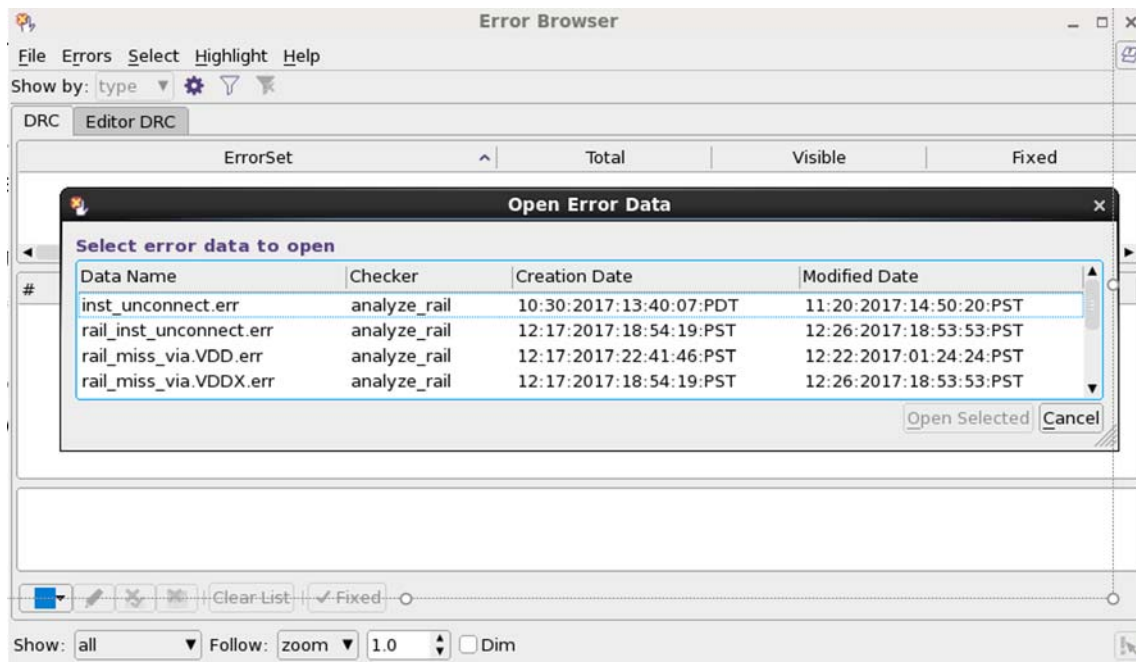 Error Browser
File Errors Select Highlight Help
Show by: type
DRC Editor DRC
ErrorSet Total Visible Fixed
Open Error Data
Select error data to open
#
Data Name Checker Creation Date Modified Date
inst_unconnect.err analyze_rail 10:30:2017:13:40:07:PDT 11:20:2017:14:50:20:PST
rail_inst_unconnect.err analyze_rail 12:17:2017:18:54:19:PST 12:26:2017:18:53:53:PST
rail_miss_via.VDD.err analyze_rail 12:17:2017:22:41:46:PST 12:22:2017:01:24:24:PST
rail_miss_via.VDDX.err analyze_rail 12:17:2017:18:54:19:PST 12:26:2017:18:53:53:PST
Open Selected Cancel
Clear List Fixed
Show: all Follow: zoom 1.0 Dim